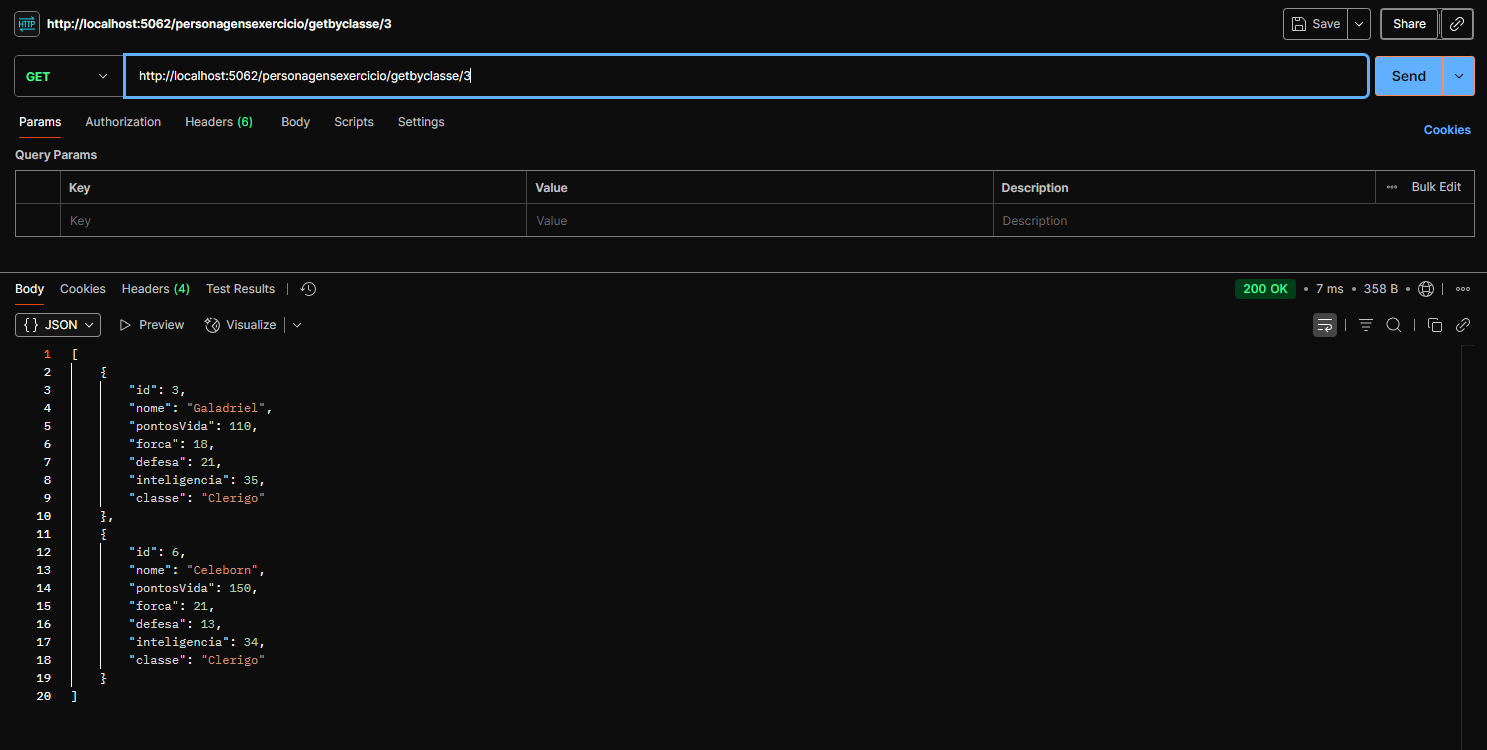 HTTP http://localhost:5062/personagensexercicio/getbyclasse/3 Save Share
GET http://localhost:5062/personagensexercicio/getbyclasse/3 Send
Params Authorization Headers (6) Body Scripts Settings Cookies
Query Params
Key Value Description Bulk Edit
Key Value Description
Body Cookies Headers (4) Test Results 200 OK • 7 ms • 358 B •
{} JSON Preview Visualize
1 [
2 {
3 "id": 3,
4 "nome": "Galadriel",
5 "pontosVida": 110,
6 "forca": 18,
7 "defesa": 21,
8 "inteligencia": 35,
9 "classe": "Clerigo"
10 },
11 {
12 "id": 6,
13 "nome": "Celeborn",
14 "pontosVida": 150,
15 "forca": 21,
16 "defesa": 13,
17 "inteligencia": 34,
18 "classe": "Clerigo"
19 }
20 ]